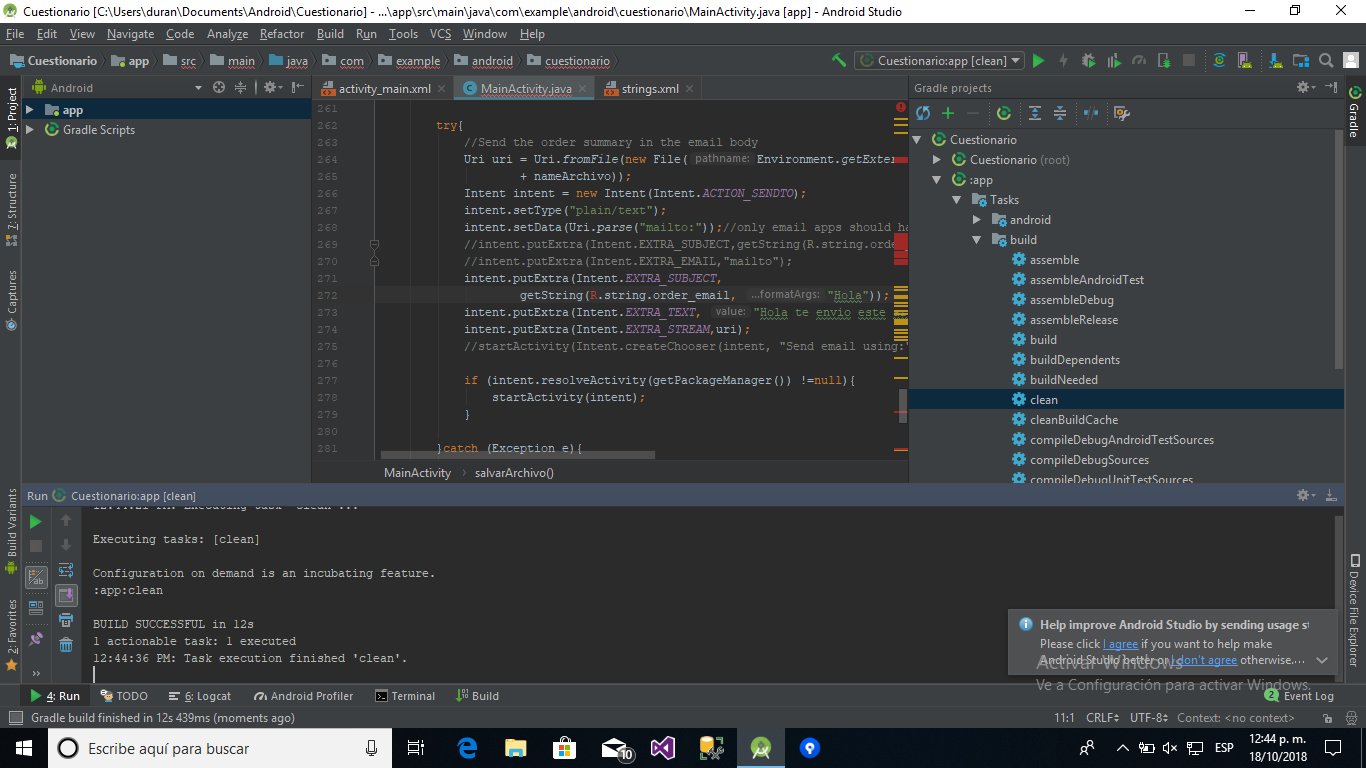 Cuestionario [C:\Users\duran\Documents\Android\Cuestionario] - ...\app\src\main\java\com\example\android\cuestionario\MainActivity.java [app] - Android Studio
File Edit View Navigate Code Analyze Refactor Build Run Tools VCS Window Help
Cuestionario app src main java com example android cuestionario
Cuestionario:app [clean]
Android
activity_main.xml MainActivity.java strings.xml
Gradle projects
1: Project
7: Structure
Captures
Build Variants
2: Favorites
app
Gradle Scripts
261
262 try{
263 //Send the order summary in the email body
264 Uri uri = Uri.fromFile(new File( pathname: Environment.getExter
265 + nameArchivo));
266 Intent intent = new Intent(Intent.ACTION_SENDTO);
267 intent.setType("plain/text");
268 intent.setData(Uri.parse("mailto:"));//only email apps should ha
269 //intent.putExtra(Intent.EXTRA_SUBJECT,getString(R.string.orde
270 //intent.putExtra(Intent.EXTRA_EMAIL,"mailto");
271 intent.putExtra(Intent.EXTRA_SUBJECT,
272 getString(R.string.order_email, ...formatArgs: "Hola"));
273 intent.putExtra(Intent.EXTRA_TEXT, value: "Hola te envio este
274 intent.putExtra(Intent.EXTRA_STREAM,uri);
275 //startActivity(Intent.createChooser(intent, "Send email using:"
276
277 if (intent.resolveActivity(getPackageManager()) !=null){
278 startActivity(intent);
279 }
280
281 }catch (Exception e){
MainActivity salvarArchivo()
Cuestionario
Cuestionario (root)
:app
Tasks
android
build
assemble
assembleAndroidTest
assembleDebug
assembleRelease
build
buildDependents
buildNeeded
clean
cleanBuildCache
compileDebugAndroidTestSources
compileDebugSources
compileDebugUnitTestSources
Gradle
Device File Explorer
Run Cuestionario:app [clean]
Executing tasks: [clean]
Configuration on demand is an incubating feature.
:app:clean
BUILD SUCCESSFUL in 12s
1 actionable task: 1 executed
12:44:36 PM: Task execution finished 'clean'.
Help improve Android Studio by sending usage st
Please click I agree if you want to help make
Android Studio better or I don't agree otherwise....
Activar Windows
Ve a Configuración para activar Windows.
4: Run TODO 6: Logcat Android Profiler Terminal Build 2 Event Log
Gradle build finished in 12s 439ms (moments ago) 11:1 CRLF UTF-8 Context: <no context>
Escribe aquí para buscar
10
ESP
12:44 p. m.
18/10/2018